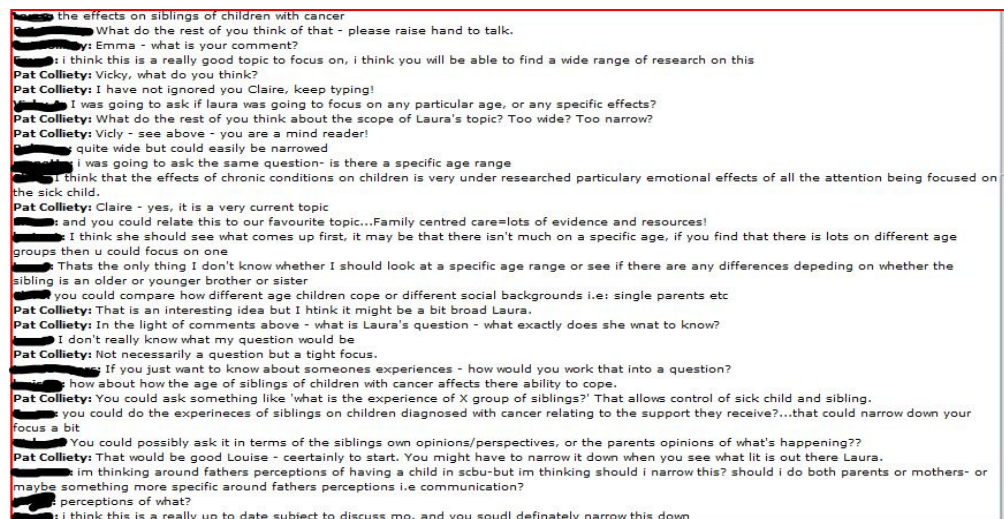 the effects on siblings of children with cancer
What do the rest of you think of that - please raise hand to talk.
y: Emma - what is your comment?
: i think this is a really good topic to focus on, i think you will be able to find a wide range of research on this
Pat Colliety: Vicky, what do you think?
Pat Colliety: I have not ignored you Claire, keep typing!
I was going to ask if laura was going to focus on any particular age, or any specific effects?
Pat Colliety: What do the rest of you think about the scope of Laura's topic? Too wide? Too narrow?
Pat Colliety: Vicly - see above - you are a mind reader!
: quite wide but could easily be narrowed
i was going to ask the same question- is there a specific age range
I think that the effects of chronic conditions on children is very under researched particulary emotional effects of all the attention being focused on
the sick child.
Pat Colliety: Claire - yes, it is a very current topic
: and you could relate this to our favourite topic...Family centred care=lots of evidence and resources!
: I think she should see what comes up first, it may be that there isn't much on a specific age, if you find that there is lots on different age
groups then u could focus on one
: Thats the only thing I don't know whether I should look at a specific age range or see if there are any differences depeding on whether the
sibling is an older or younger brother or sister
you could compare how different age children cope or different social backgrounds i.e: single parents etc
Pat Colliety: That is an interesting idea but I htink it might be a bit broad Laura.
Pat Colliety: In the light of comments above - what is Laura's question - what exactly does she wnat to know?
I don't really know what my question would be
Pat Colliety: Not necessarily a question but a tight focus.
: If you just want to know about someones experiences - how would you work that into a question?
: how about how the age of siblings of children with cancer affects there ability to cope.
Pat Colliety: You could ask something like 'what is the experience of X group of siblings?' That allows control of sick child and sibling.
: you could do the experineces of siblings on children diagnosed with cancer relating to the support they receive?...that could narrow down your
focus a bit
You could possibly ask it in terms of the siblings own opinions/perspectives, or the parents opinions of what's happening??
Pat Colliety: That would be good Louise - ceertainly to start. You might have to narrow it down when you see what lit is out there Laura.
: im thinking around fathers perceptions of having a child in scbu-but im thinking should i narrow this? should i do both parents or mothers- or
maybe something more specific around fathers perceptions i.e communication?
perceptions of what?
: i think this is a really up to date subject to discuss mo, and you soudl definately narrow this down